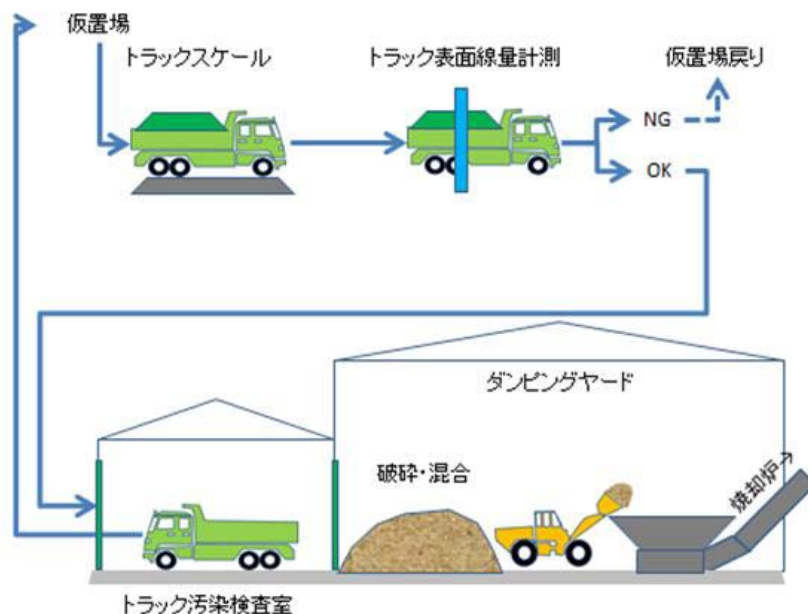 仮置場
トラックスケール
トラック表面線量計測
仮置場戻り
NG
OK
ダンピングヤード
破砕・混合
焼却炉→
トラック汚染検査室